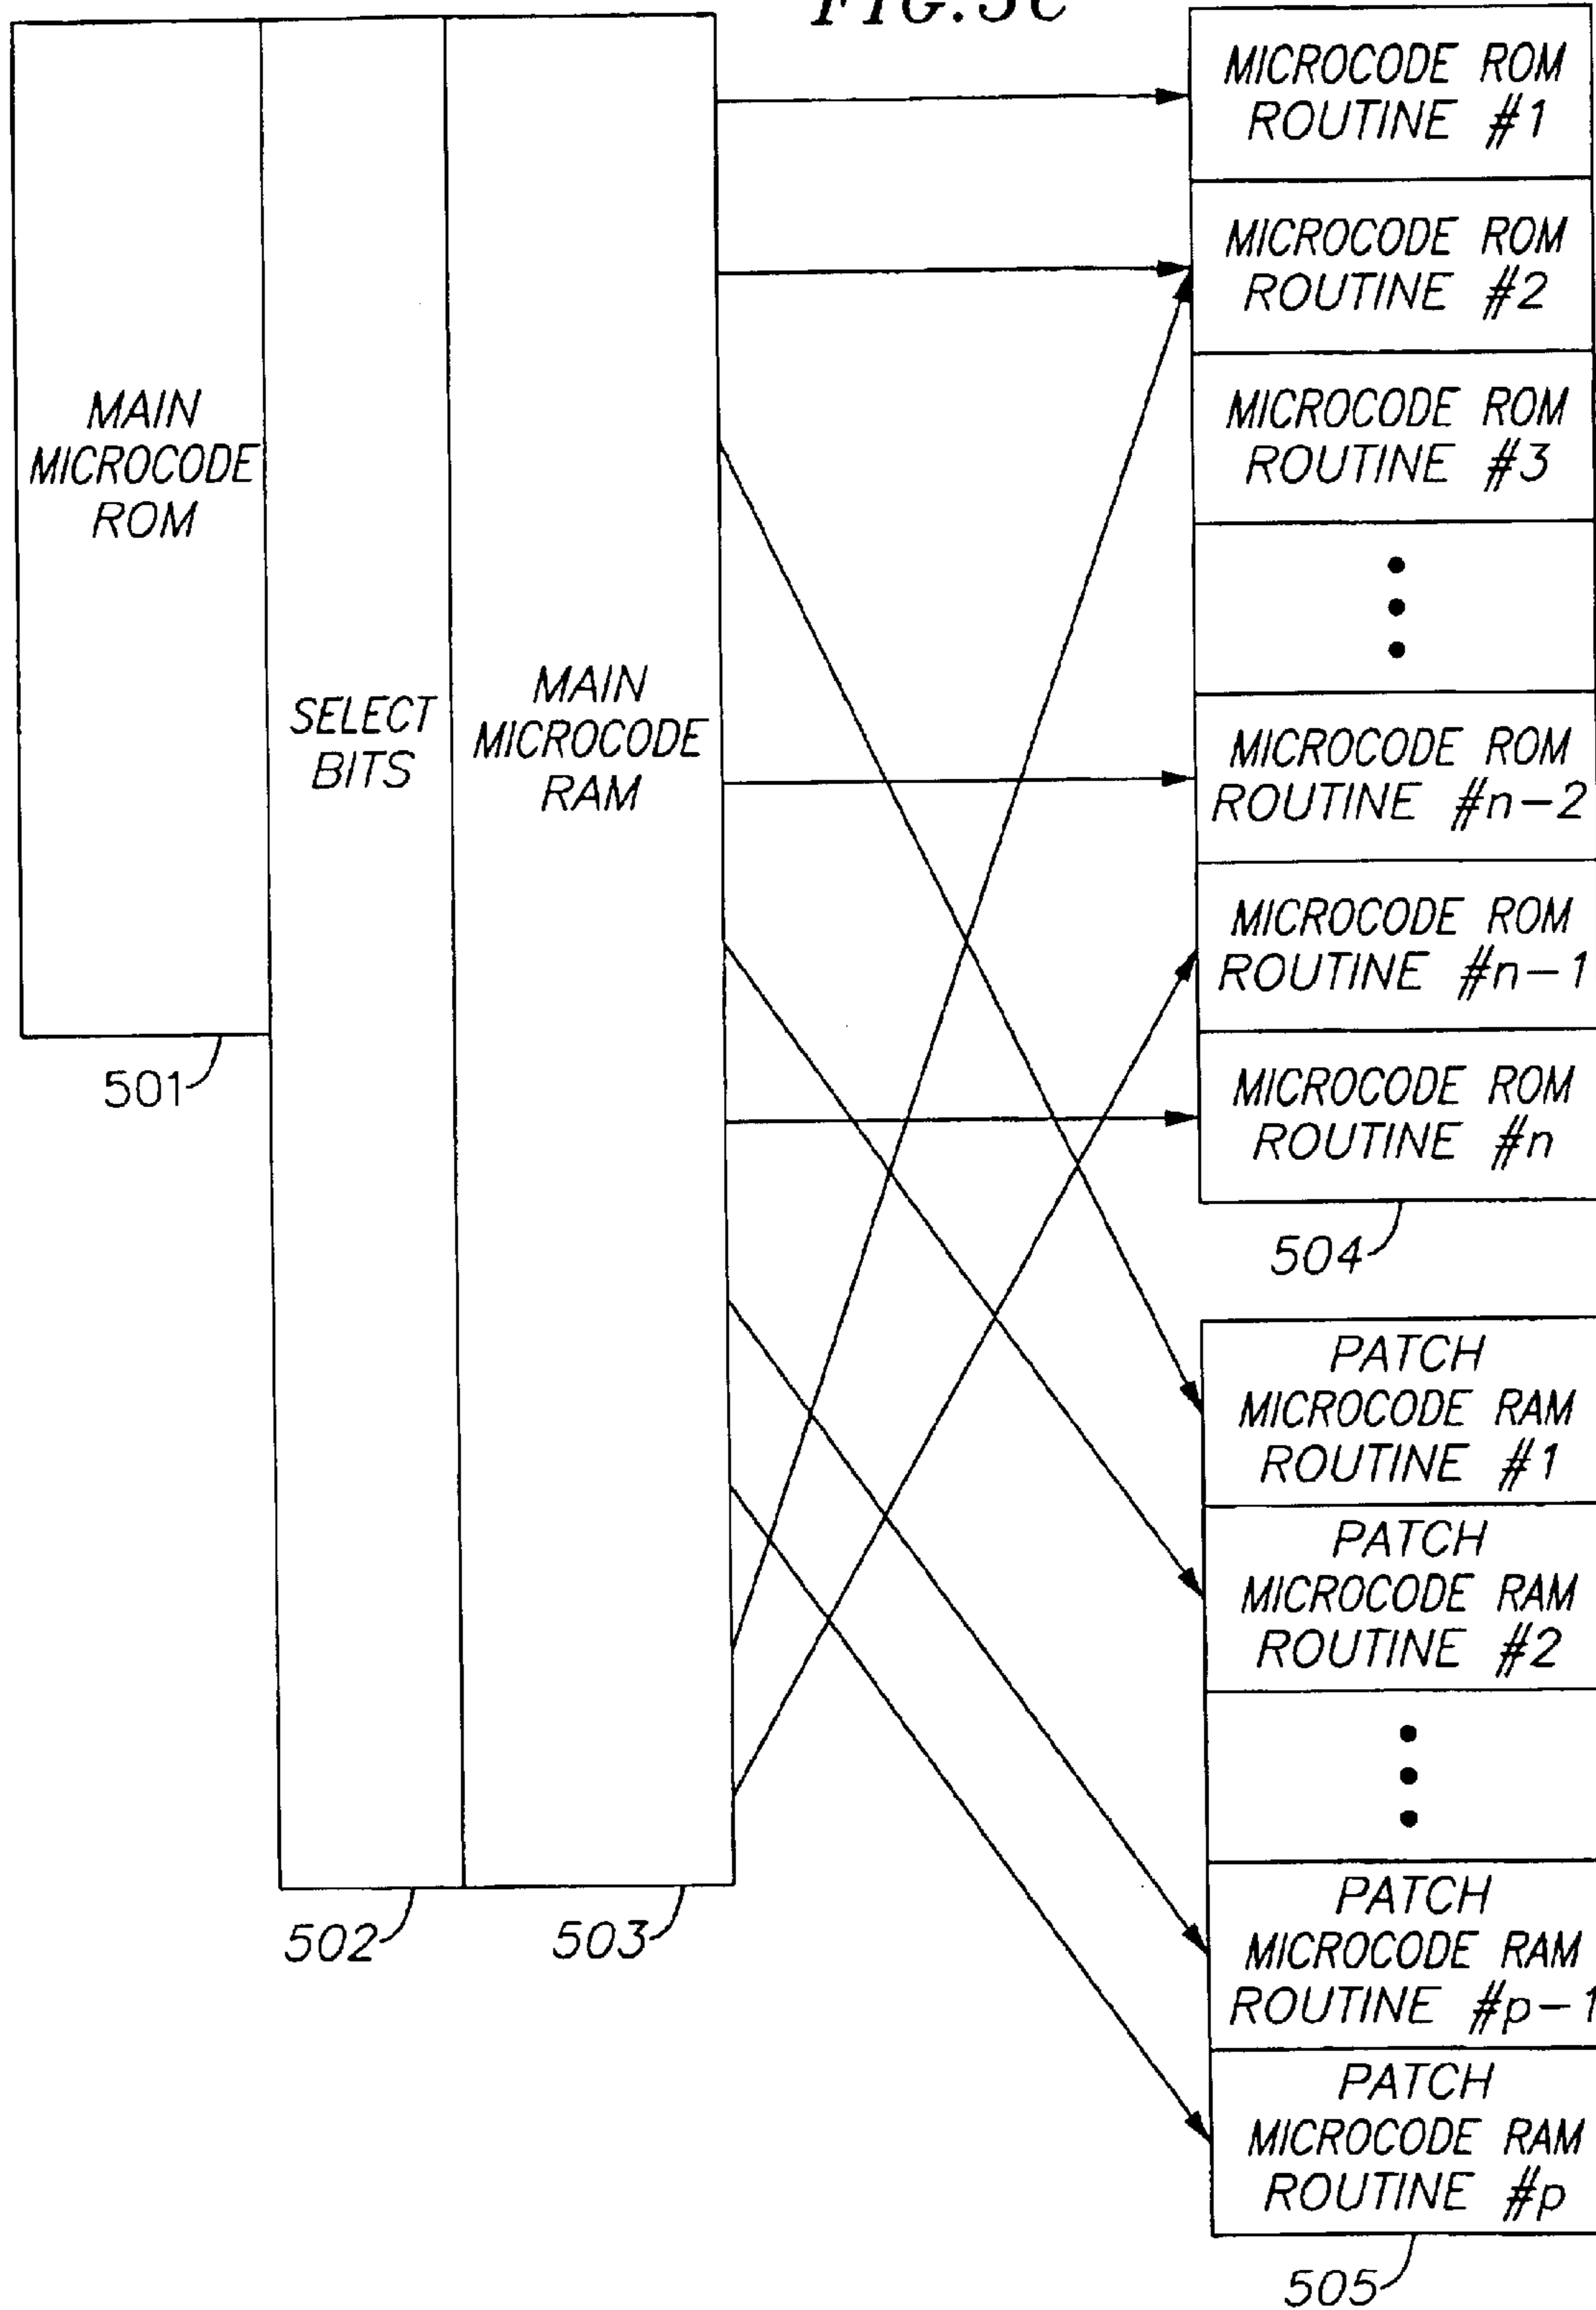 FIG. 5C
MAIN
MICROCODE
ROM
501
SELECT
BITS
502
MAIN
MICROCODE
RAM
503
MICROCODE ROM
ROUTINE #1
MICROCODE ROM
ROUTINE #2
MICROCODE ROM
ROUTINE #3
MICROCODE ROM
ROUTINE #n-2
MICROCODE ROM
ROUTINE #n-1
MICROCODE ROM
ROUTINE #n
504
PATCH
MICROCODE RAM
ROUTINE #1
PATCH
MICROCODE RAM
ROUTINE #2
PATCH
MICROCODE RAM
ROUTINE #p-1
PATCH
MICROCODE RAM
ROUTINE #p
505